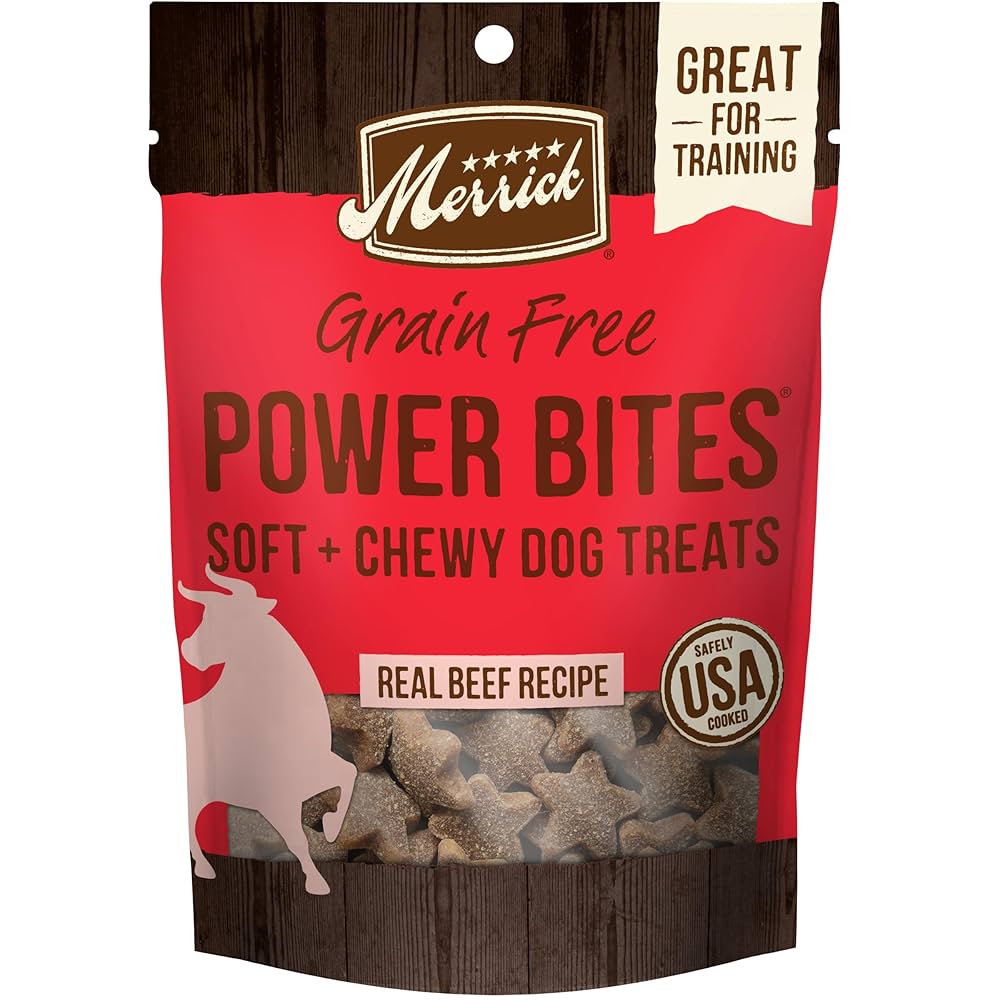 GREAT
FOR
TRAINING
★★★★★
Merrick®
Grain Free
POWER BITES®
SOFT + CHEWY DOG TREATS
REAL BEEF RECIPE
SAFELY
USA
COOKED